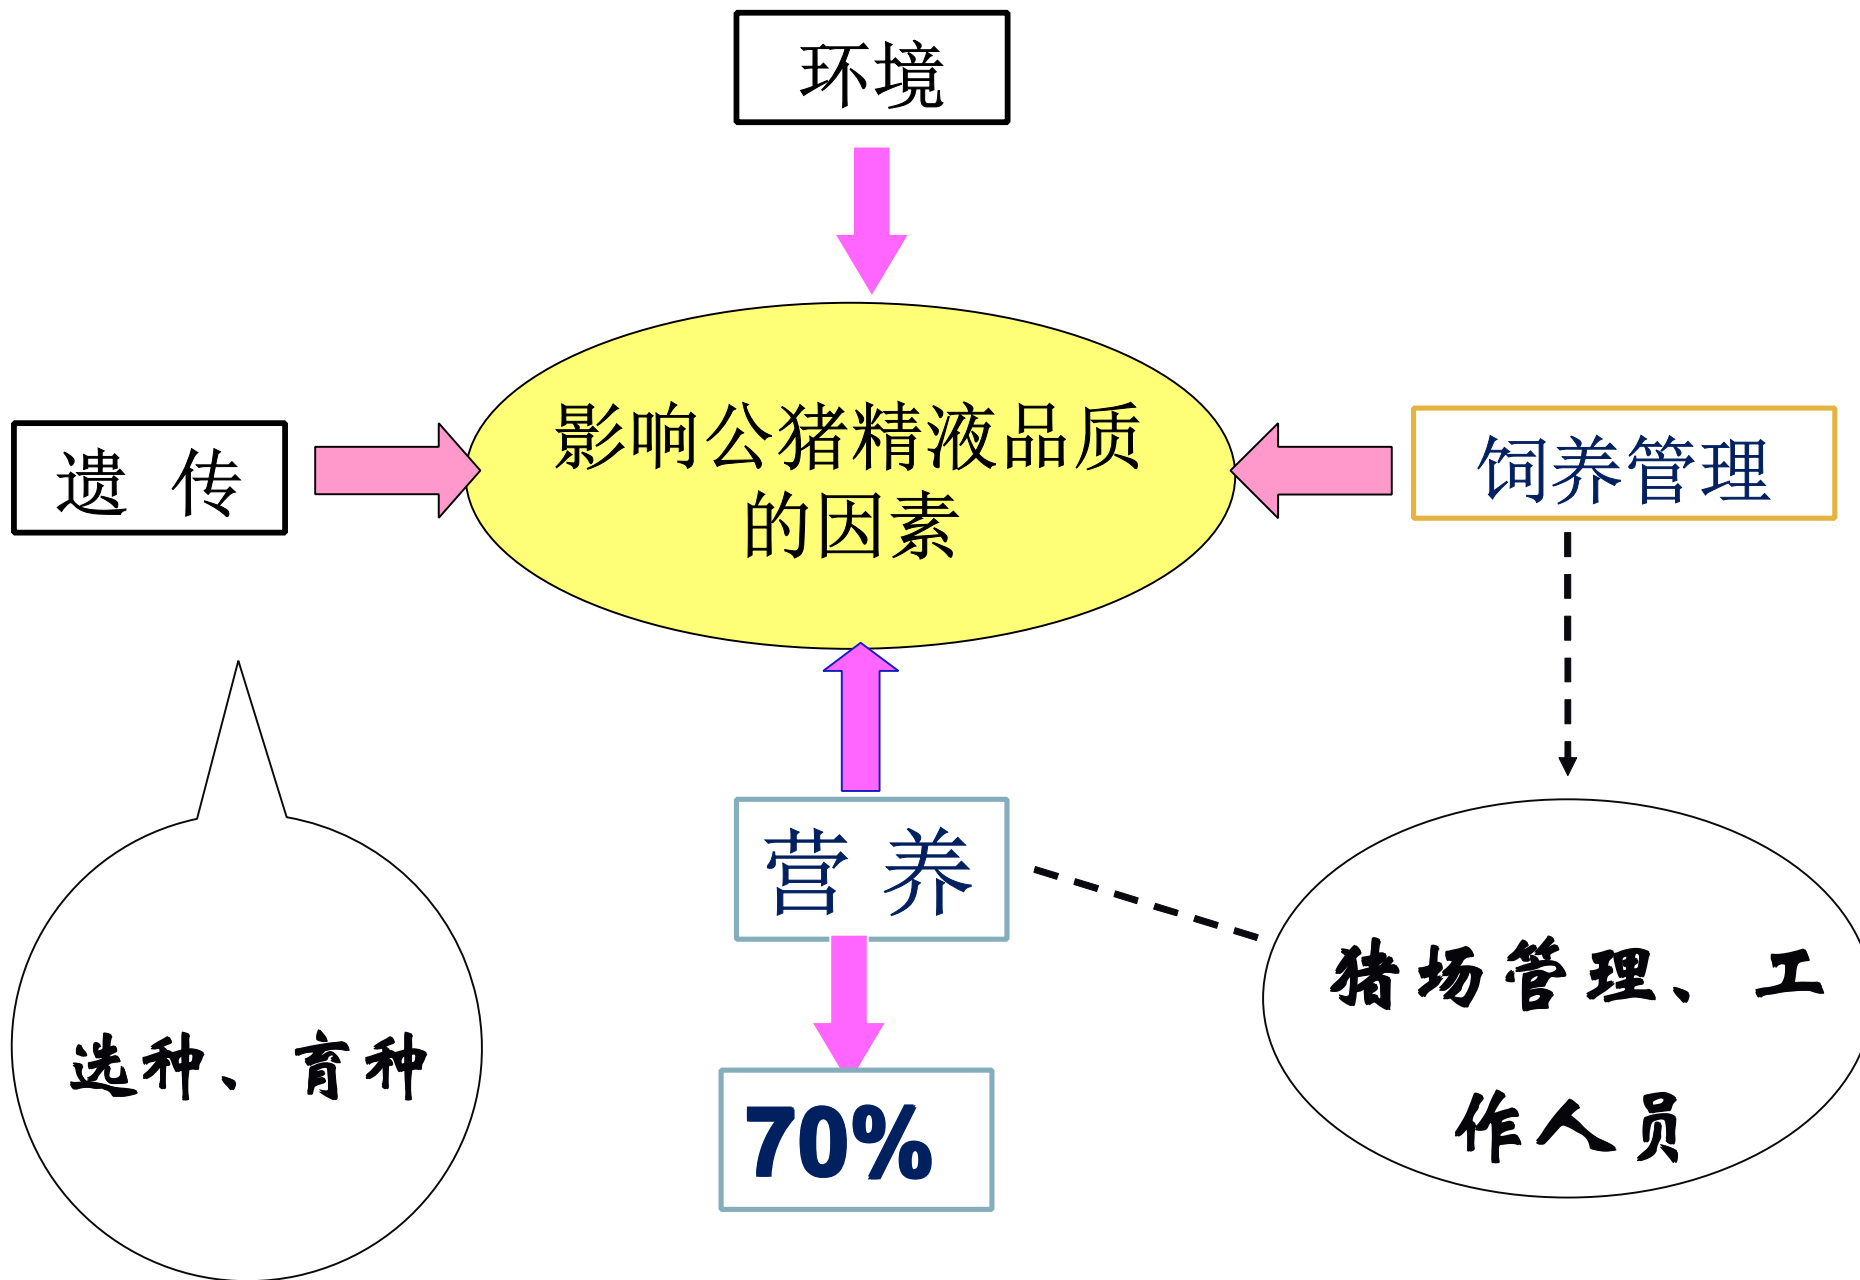 环境
影响公猪精液品质
的因素
遗 传
饲养管理
营 养
猪场管理、工
作人员
选种、育种
70%